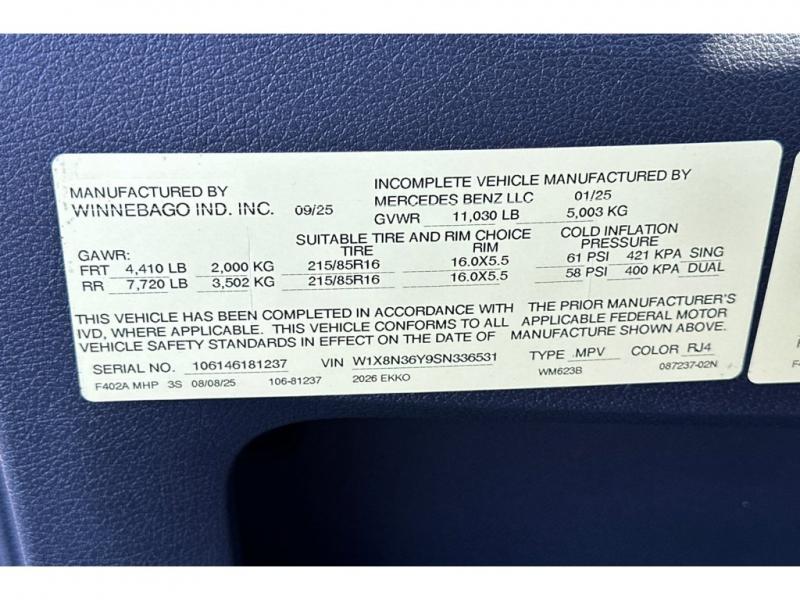 MANUFACTURED BY
WINNEBAGO IND. INC. 09/25
INCOMPLETE VEHICLE MANUFACTURED BY
MERCEDES BENZ LLC 01/25
GVWR 11,030 LB 5,003 KG
SUITABLE TIRE AND RIM CHOICE
COLD INFLATION
GAWR: TIRE RIM PRESSURE
FRT 4,410 LB 2,000 KG 215/85R16 16.0X5.5 61 PSI 421 KPA SING
RR 7,720 LB 3,502 KG 215/85R16 16.0X5.5 58 PSI 400 KPA DUAL
THIS VEHICLE HAS BEEN COMPLETED IN ACCORDANCE WITH THE PRIOR MANUFACTURER'S
IVD, WHERE APPLICABLE. THIS VEHICLE CONFORMS TO ALL APPLICABLE FEDERAL MOTOR
VEHICLE SAFETY STANDARDS IN EFFECT ON THE DATE OF MANUFACTURE SHOWN ABOVE.
SERIAL NO. 106146181237 VIN W1X8N36Y9SN336531 TYPE MPV COLOR RJ4
F402A MHP 3S 08/08/25 106-81237 2026 EKKO WM623B 087237-02N